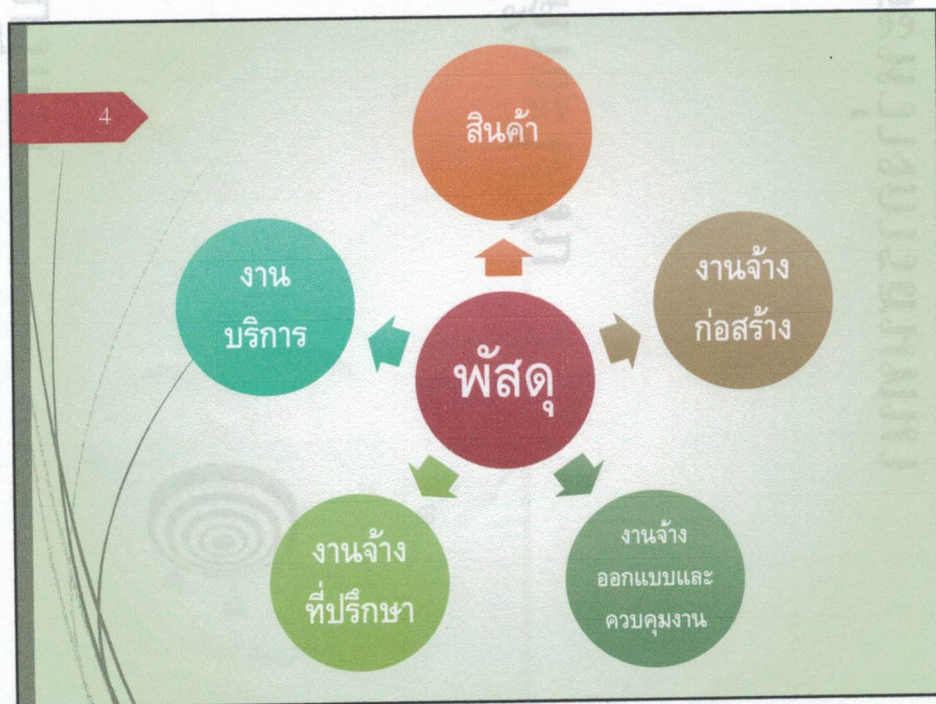 4
สินค้า
งาน
บริการ
งานจ้าง
ก่อสร้าง
พัสดุ
งานจ้าง
ที่ปรึกษา
งานจ้าง
ออกแบบและ
ควบคุมงาน